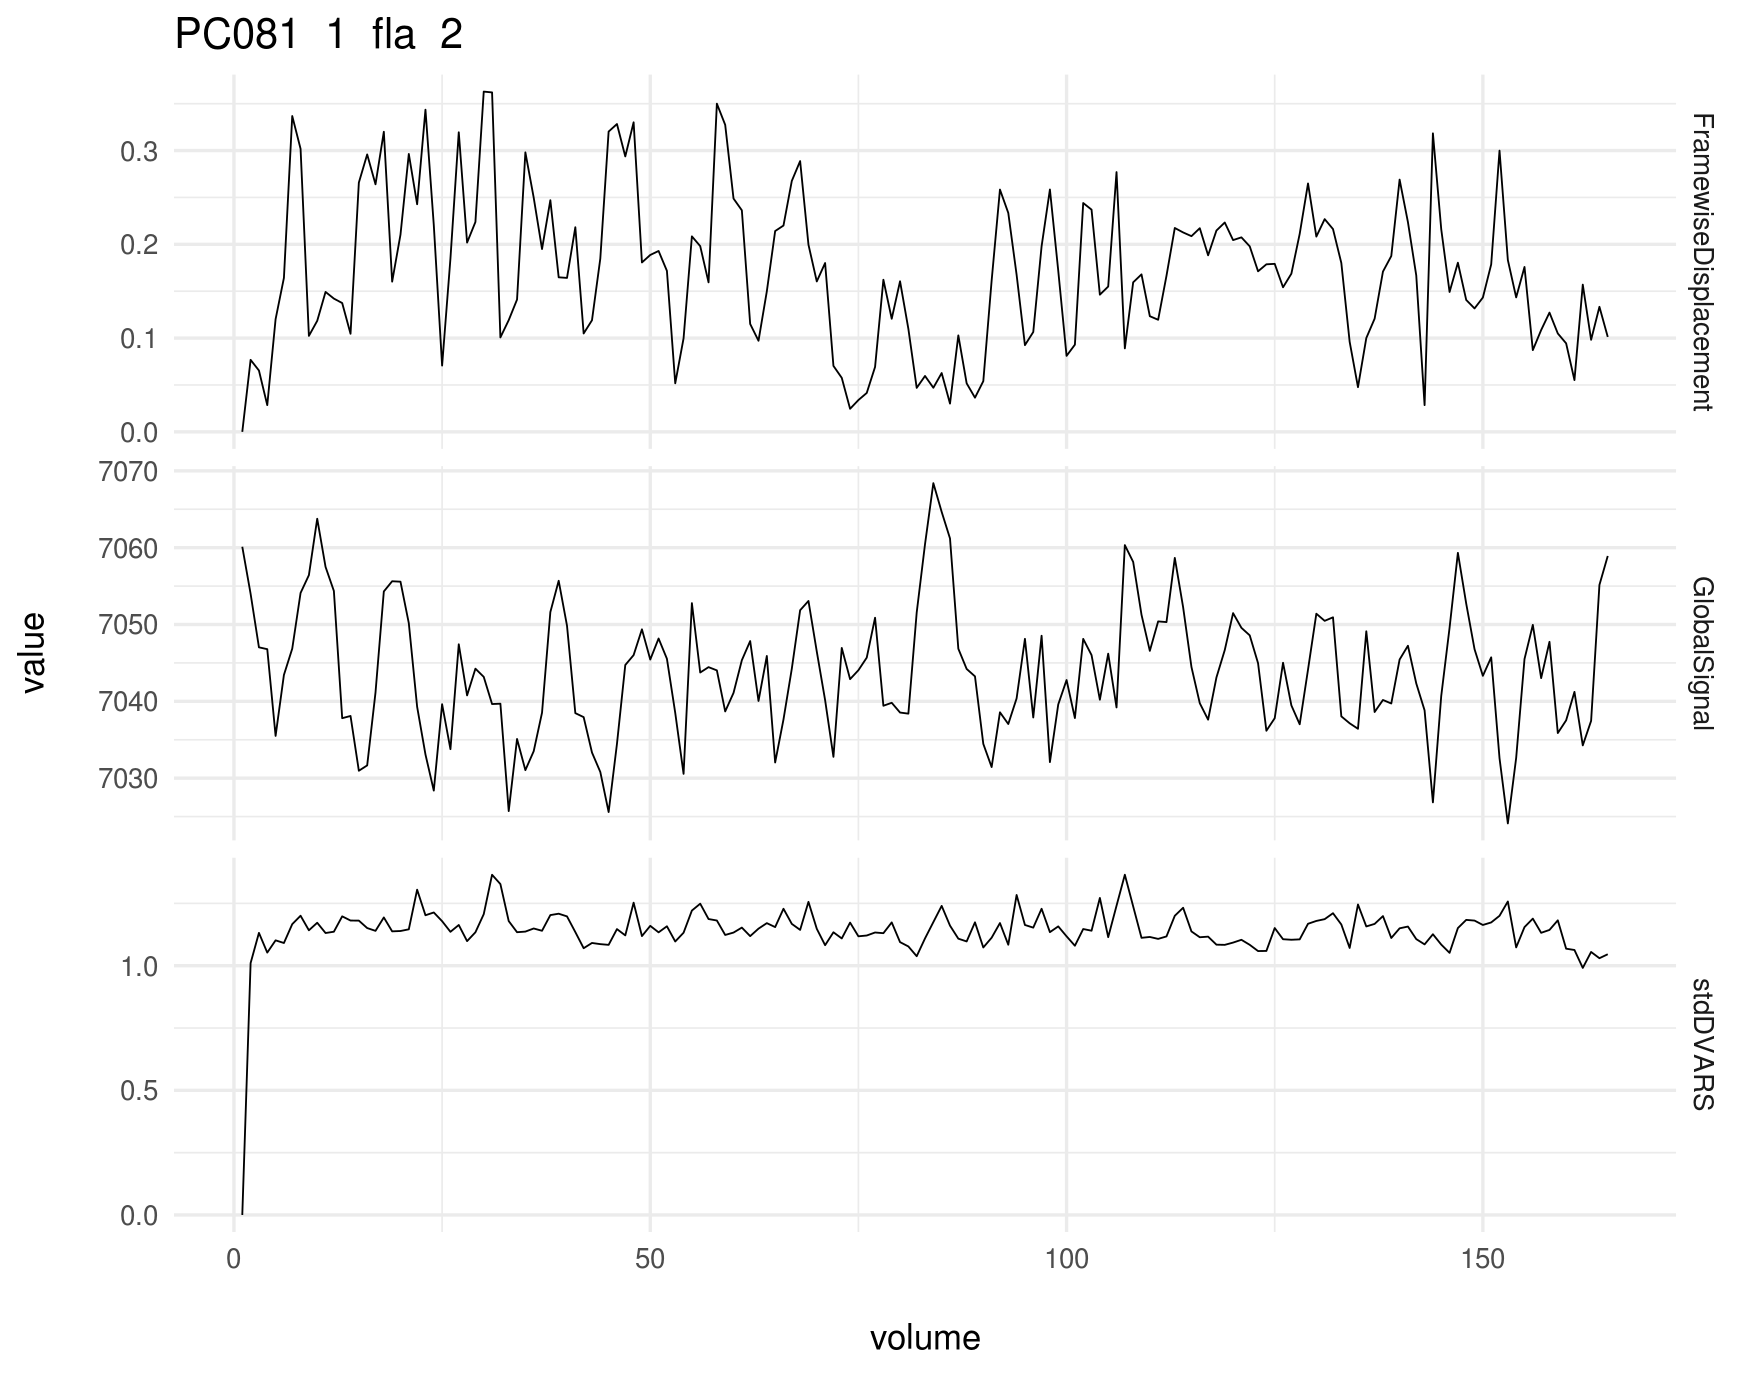 PC081 1 fla 2
0.3
0.2
0.1
0.0
FramewiseDisplacement
7070
7060
7050
7040
7030
GlobalSignal
1.0
0.5
0.0
stdDVARS
value
0 50 100 150
volume